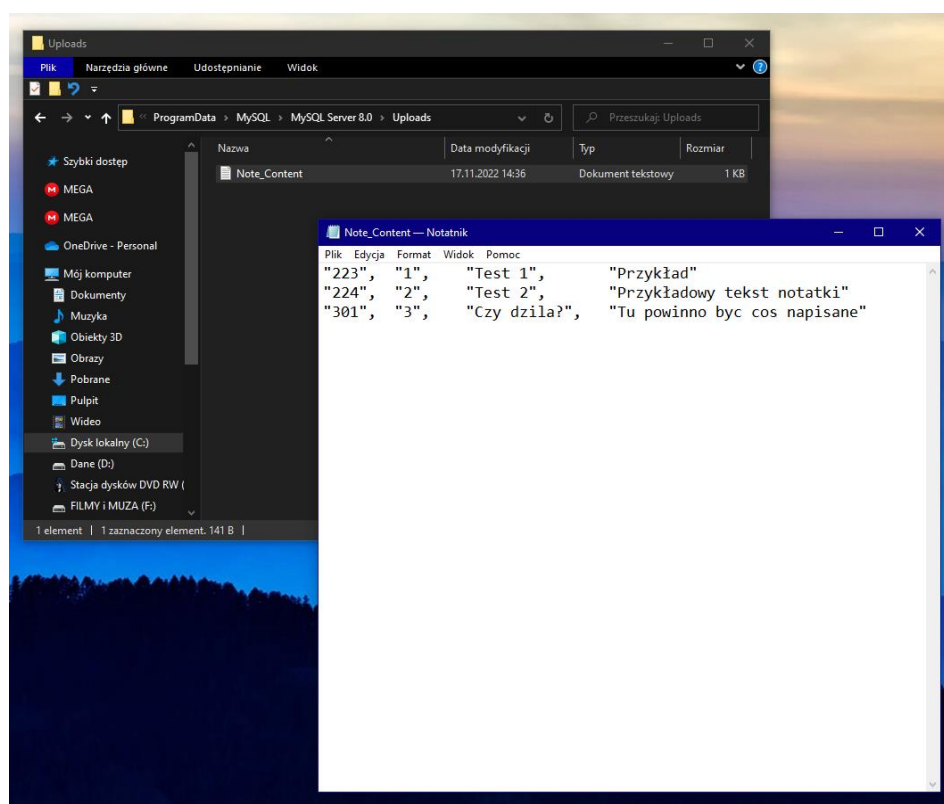 Uploads
Plik Narzędzia główne Udostępnianie Widok
« ProgramData › MySQL › MySQL Server 8.0 › Uploads
Przeszukaj: Uploads
Nazwa Data modyfikacji Typ Rozmiar
Note_Content 17.11.2022 14:36 Dokument tekstowy 1 KB
Szybki dostęp
MEGA
MEGA
OneDrive - Personal
Mój komputer
Dokumenty
Muzyka
Obiekty 3D
Obrazy
Pobrane
Pulpit
Wideo
Dysk lokalny (C:)
Dane (D:)
Stacja dysków DVD RW (
FILMY i MUZA (F:)
1 element | 1 zaznaczony element. 141 B |
Note_Content — Notatnik
Plik Edycja Format Widok Pomoc
"223", "1", "Test 1", "Przykład"
"224", "2", "Test 2", "Przykładowy tekst notatki"
"301", "3", "Czy dzila?", "Tu powinno byc cos napisane"